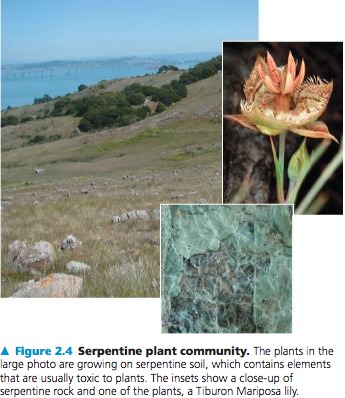 ▲ Figure 2.4 Serpentine plant community. The plants in the
large photo are growing on serpentine soil, which contains elements
that are usually toxic to plants. The insets show a close-up of
serpentine rock and one of the plants, a Tiburon Mariposa lily.